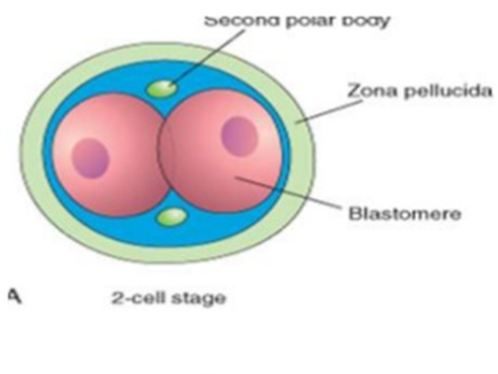 Second polar body
Zona pellucida
Blastomere
A
2-cell stage